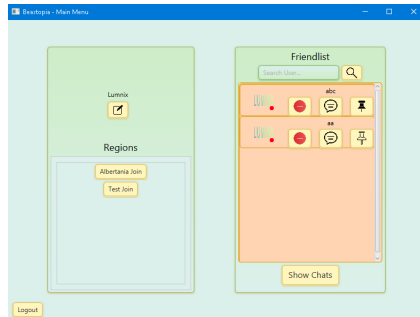 Beastopia - Main Menu
Lumnix
Regions
Albertania Join
Test Join
Logout
Friendlist
Search User...
abc
aa
Show Chats